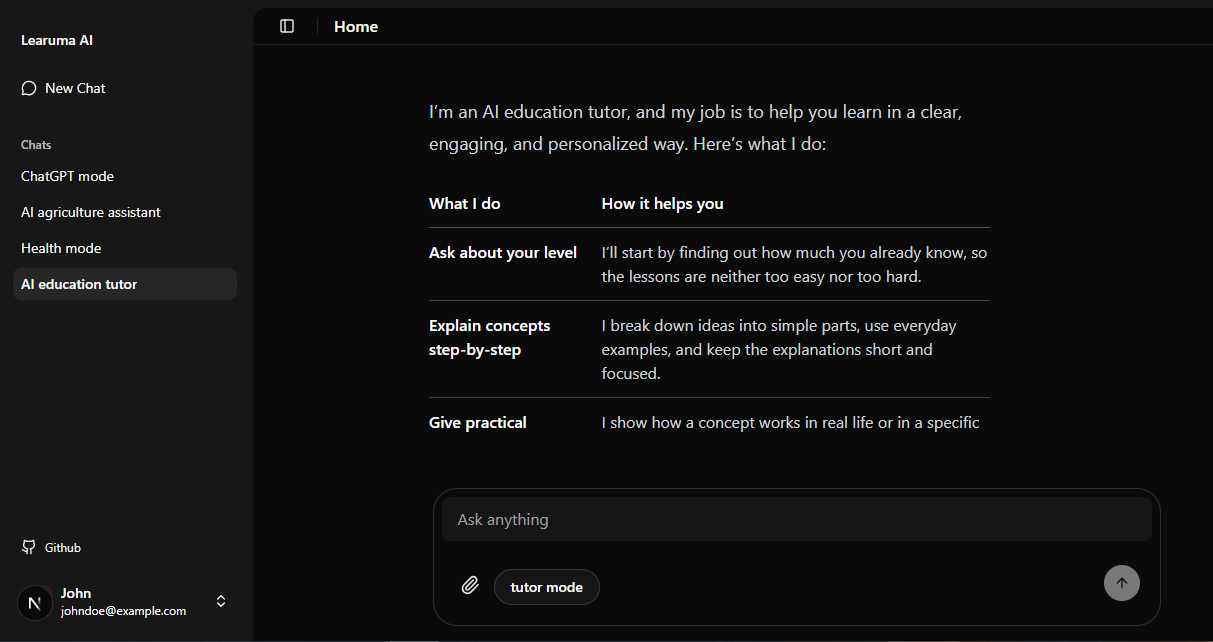 Learuma AI
New Chat
Chats
ChatGPT mode
AI agriculture assistant
Health mode
AI education tutor
Github
N
John
johndoe@example.com
Home
I’m an AI education tutor, and my job is to help you learn in a clear,
engaging, and personalized way. Here’s what I do:
What I do How it helps you
Ask about your level I’ll start by finding out how much you already know, so
the lessons are neither too easy nor too hard.
Explain concepts I break down ideas into simple parts, use everyday
step-by-step examples, and keep the explanations short and
focused.
Give practical I show how a concept works in real life or in a specific
Ask anything
tutor mode